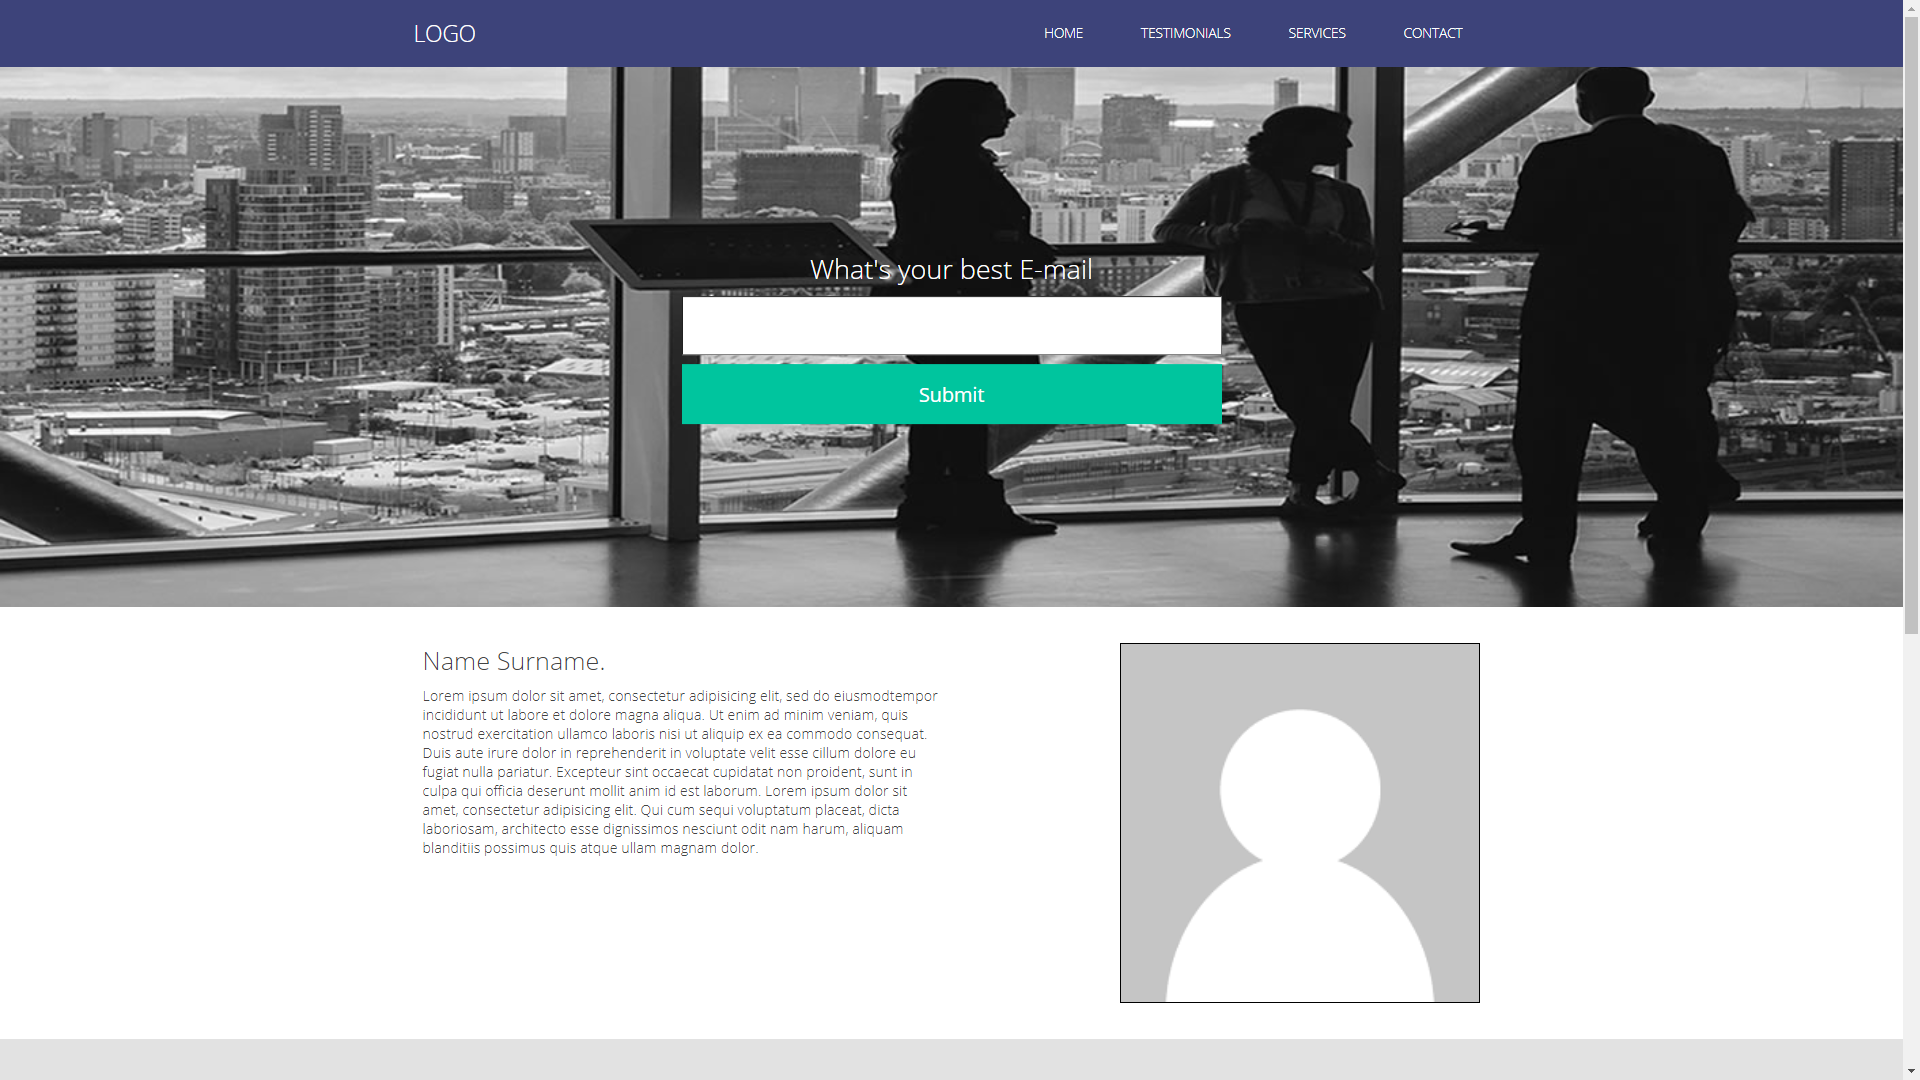 LOGO
HOME
TESTIMONIALS
SERVICES
CONTACT
What's your best E-mail
Submit
Name Surname.
Lorem ipsum dolor sit amet, consectetur adipisicing elit, sed do eiusmodtempor
incididunt ut labore et dolore magna aliqua. Ut enim ad minim veniam, quis
nostrud exercitation ullamco laboris nisi ut aliquip ex ea commodo consequat.
Duis aute irure dolor in reprehenderit in voluptate velit esse cillum dolore eu
fugiat nulla pariatur. Excepteur sint occaecat cupidatat non proident, sunt in
culpa qui officia deserunt mollit anim id est laborum. Lorem ipsum dolor sit
amet, consectetur adipisicing elit. Qui cum sequi voluptatum placeat, dicta
laboriosam, architecto esse dignissimos nesciunt odit nam harum, aliquam
blanditiis possimus quis atque ullam magnam dolor.